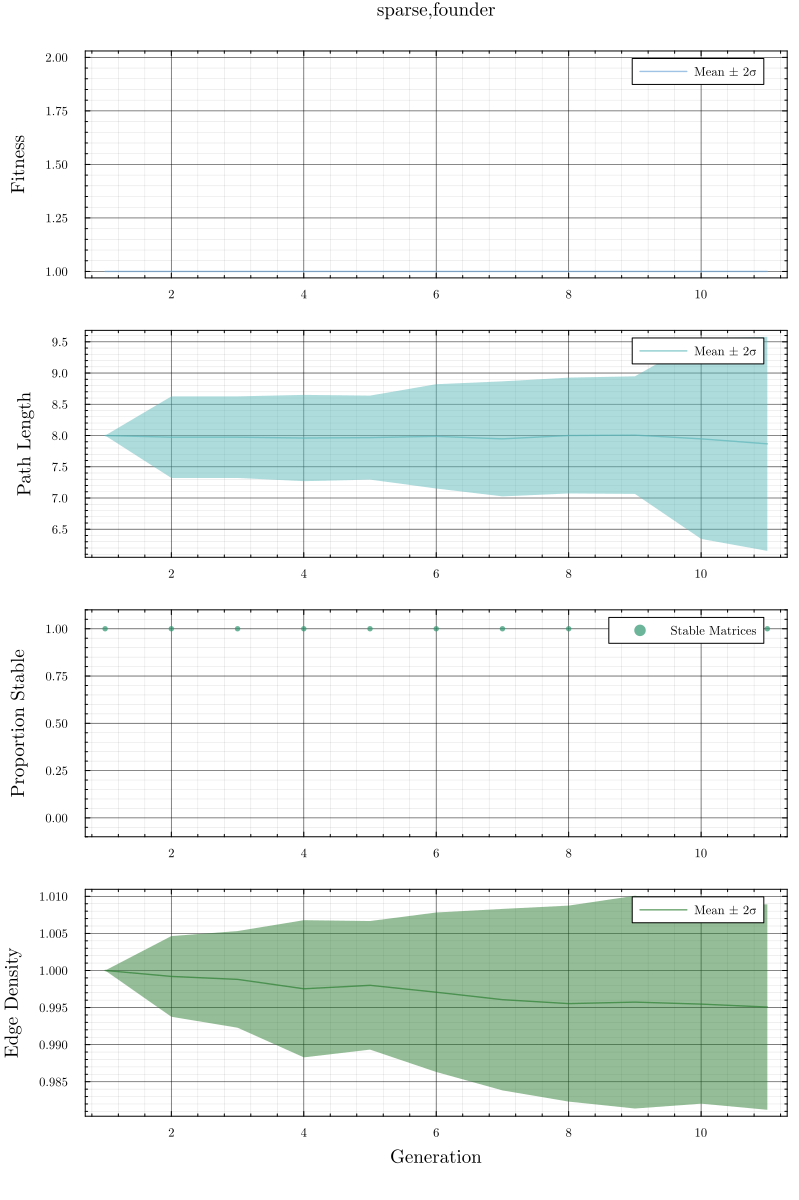 sparse,founder
2.00
1.75
1.50
1.25
1.00
Fitness
Mean ± 2σ
2 4 6 8 10
9.5
9.0
8.5
8.0
7.5
7.0
6.5
Path Length
Mean ± 2σ
2 4 6 8 10
1.00
0.75
0.50
0.25
0.00
Proportion Stable
Stable Matrices
2 4 6 8 10
1.010
1.005
1.000
0.995
0.990
0.985
Edge Density
Mean ± 2σ
2 4 6 8 10
Generation